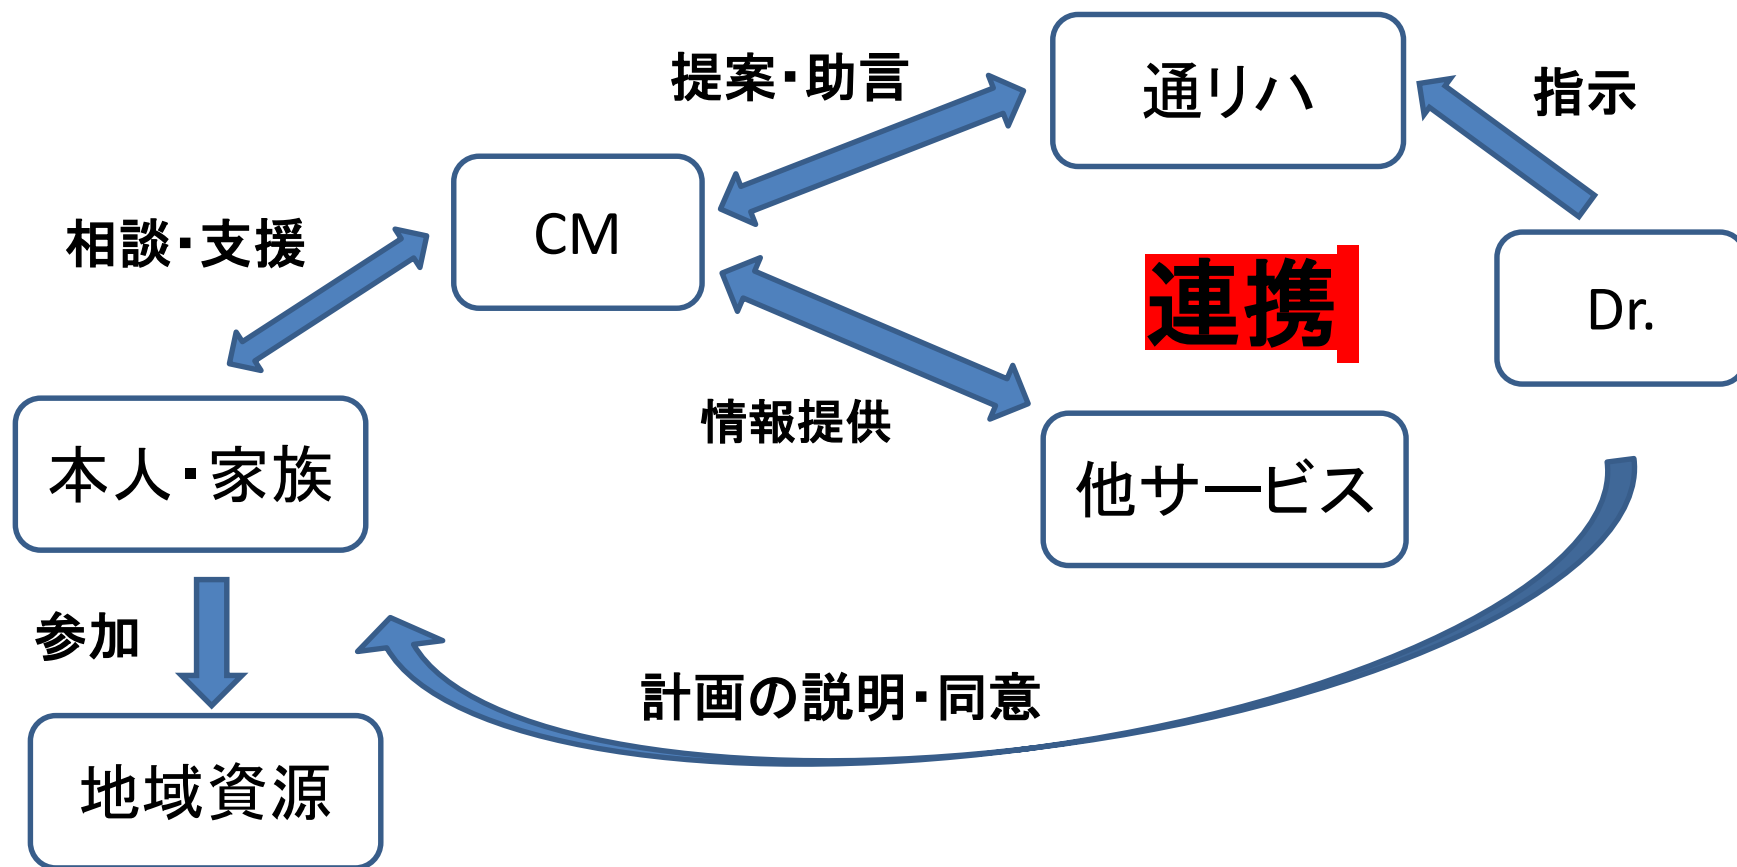 通リハ
提案・助言
指示
CM
相談・支援
連携
Dr.
情報提供
本人・家族
他サービス
参加
計画の説明・同意
地域資源